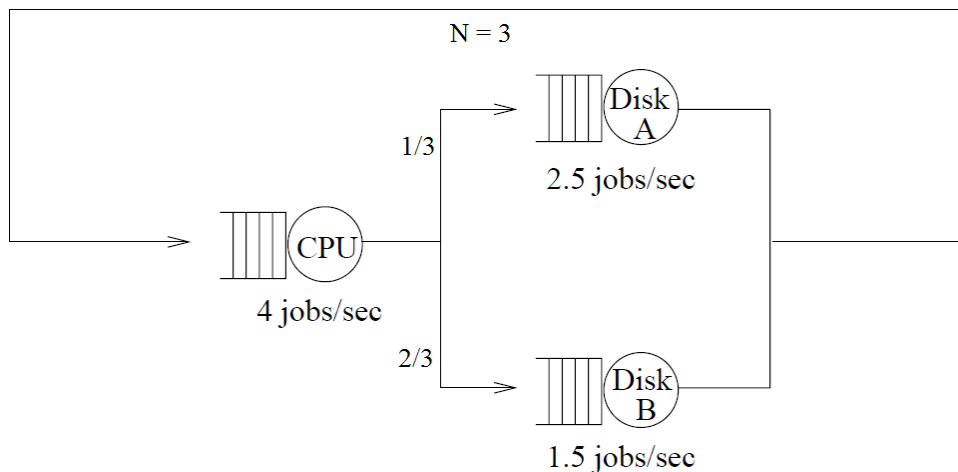 N = 3
Disk
A
1/3
2.5 jobs/sec
CPU
4 jobs/sec
2/3
Disk
B
1.5 jobs/sec